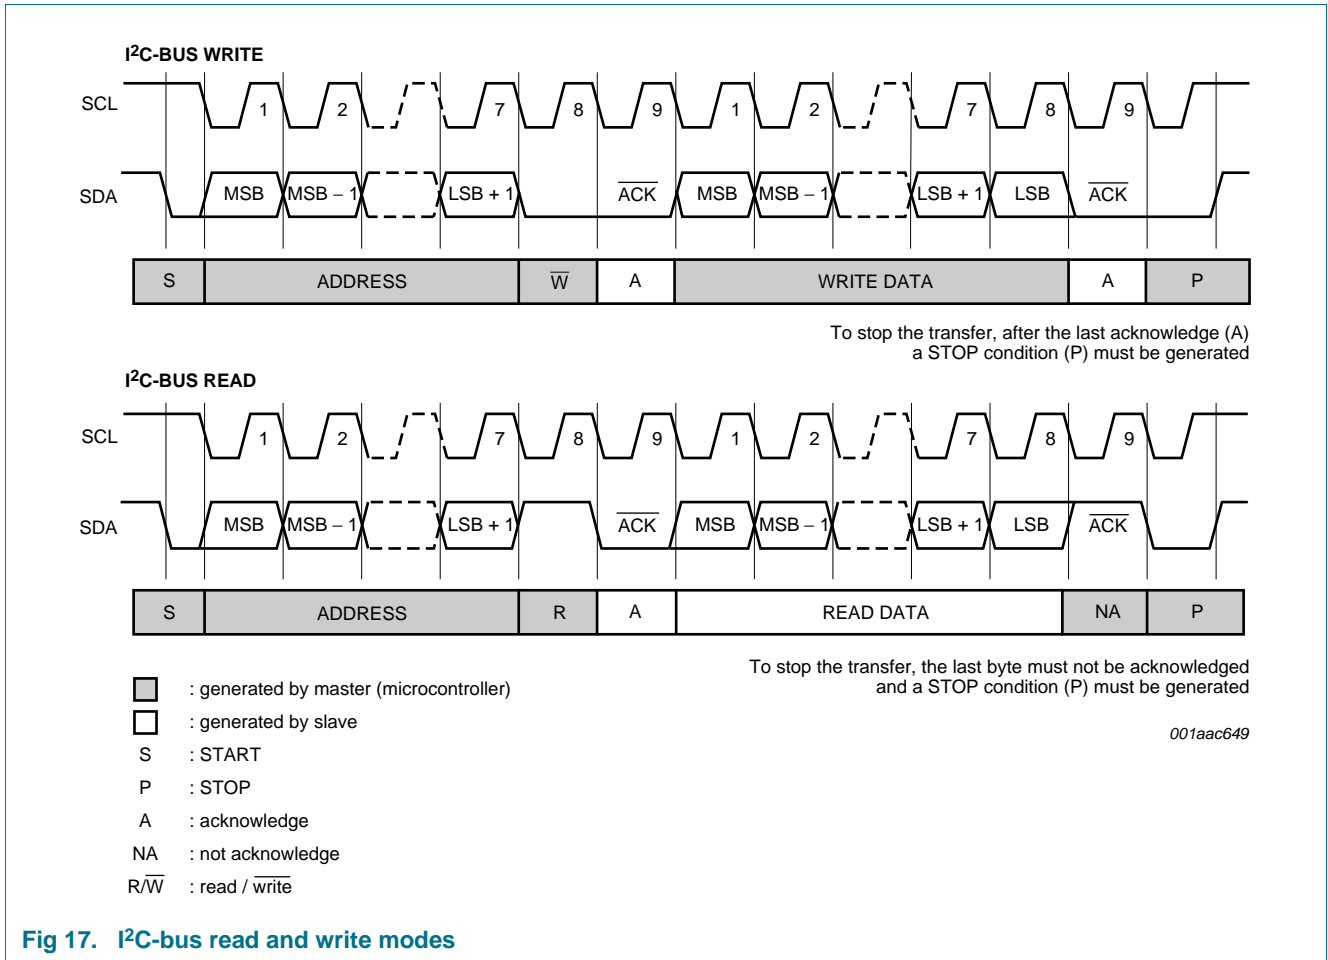 I²C-BUS WRITE
SCL 1 2 7 8 9 1 2 7 8 9
SDA MSB MSB − 1 LSB + 1 A̅C̅K̅ MSB MSB − 1 LSB + 1 LSB A̅C̅K̅
S ADDRESS W̅ A WRITE DATA A P
To stop the transfer, after the last acknowledge (A)
a STOP condition (P) must be generated
I²C-BUS READ
SCL 1 2 7 8 9 1 2 7 8 9
SDA MSB MSB − 1 LSB + 1 A̅C̅K̅ MSB MSB − 1 LSB + 1 LSB A̅C̅K̅
S ADDRESS R A READ DATA NA P
To stop the transfer, the last byte must not be acknowledged
and a STOP condition (P) must be generated
: generated by master (microcontroller)
: generated by slave
001aac649
S : START
P : STOP
A : acknowledge
NA : not acknowledge
R/W̅ : read / w̅r̅i̅t̅e̅
Fig 17. I²C-bus read and write modes